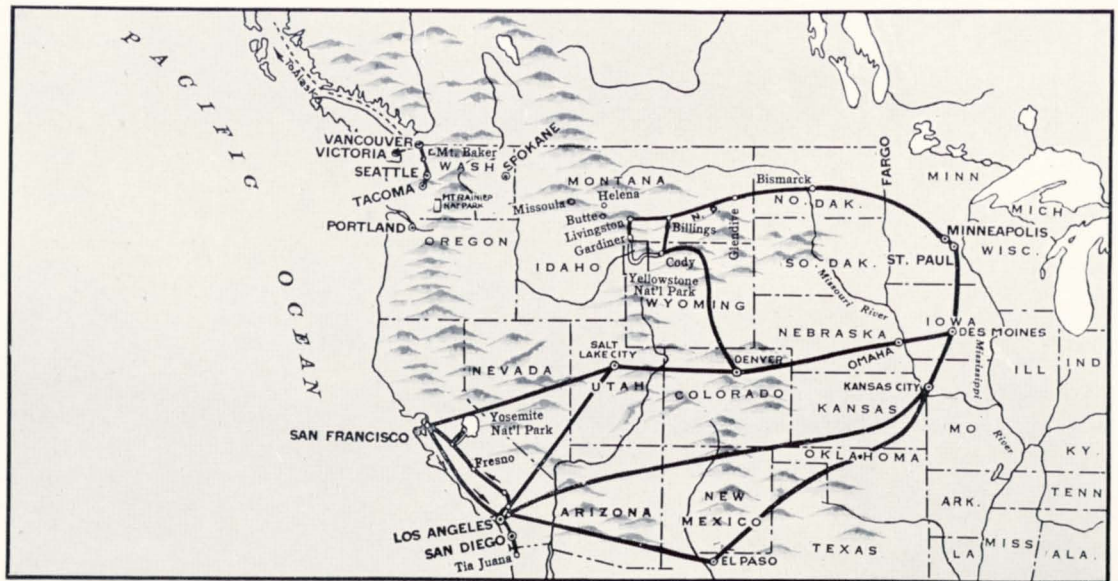 PACIFIC
OCEAN
To Alaska
VANCOUVER
VICTORIA
Mt. Baker
WASH
SEATTLE
TACOMA
MT. RAINIER
NAT. PARK
SPOKANE
PORTLAND
OREGON
IDAHO
MONTANA
Missoula
Helena
Butte
Livingston
Gardiner
Billings
Glendive
Cody
Yellowstone
Nat'l Park
WYOMING
Bismarck
NO. DAK.
SO. DAK.
Missouri River
FARGO
MINN
MINNEAPOLIS
ST. PAUL
WISC.
MICH
NEBRASKA
OMAHA
IOWA
DES MOINES
Mississippi
River
ILL
IND
SALT
LAKE CITY
NEVADA
UTAH
DENVER
COLORADO
KANSAS CITY
KANSAS
MO
KY.
Yosemite
Nat'l Park
SAN FRANCISCO
Fresno
OKLAHOMA
ARK.
TENN
LOS ANGELES
SAN DIEGO
Tia Juana
ARIZONA
NEW
MEXICO
EL PASO
TEXAS
LA
MISS
ALA.